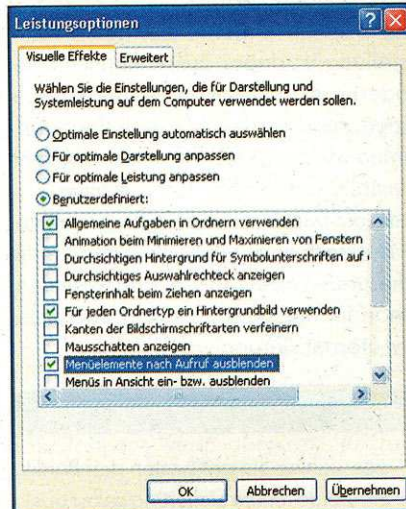 Leistungsoptionen
Visuelle Effekte Erweitert
Wählen Sie die Einstellungen, die für Darstellung und
Systemleistung auf dem Computer verwendet werden sollen.
Optimale Einstellung automatisch auswählen
Für optimale Darstellung anpassen
Für optimale Leistung anpassen
Benutzerdefiniert:
Allgemeine Aufgaben in Ordnern verwenden
Animation beim Minimieren und Maximieren von Fenstern
Durchsichtigen Hintergrund für Symbolunterschriften auf
Durchsichtiges Auswahlrechteck anzeigen
Fensterinhalt beim Ziehen anzeigen
Für jeden Ordnertyp ein Hintergrundbild verwenden
Kanten der Bildschirmschriftarten verfeinern
Mausschatten anzeigen
Menüelemente nach Aufruf ausblenden
Menüs in Ansicht ein- bzw. ausblenden
OK Abbrechen Übernehmen